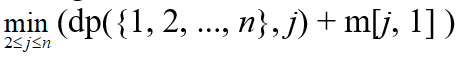 min (dp({1, 2, ..., n}, j) + m[j, 1] )
2≤j≤n